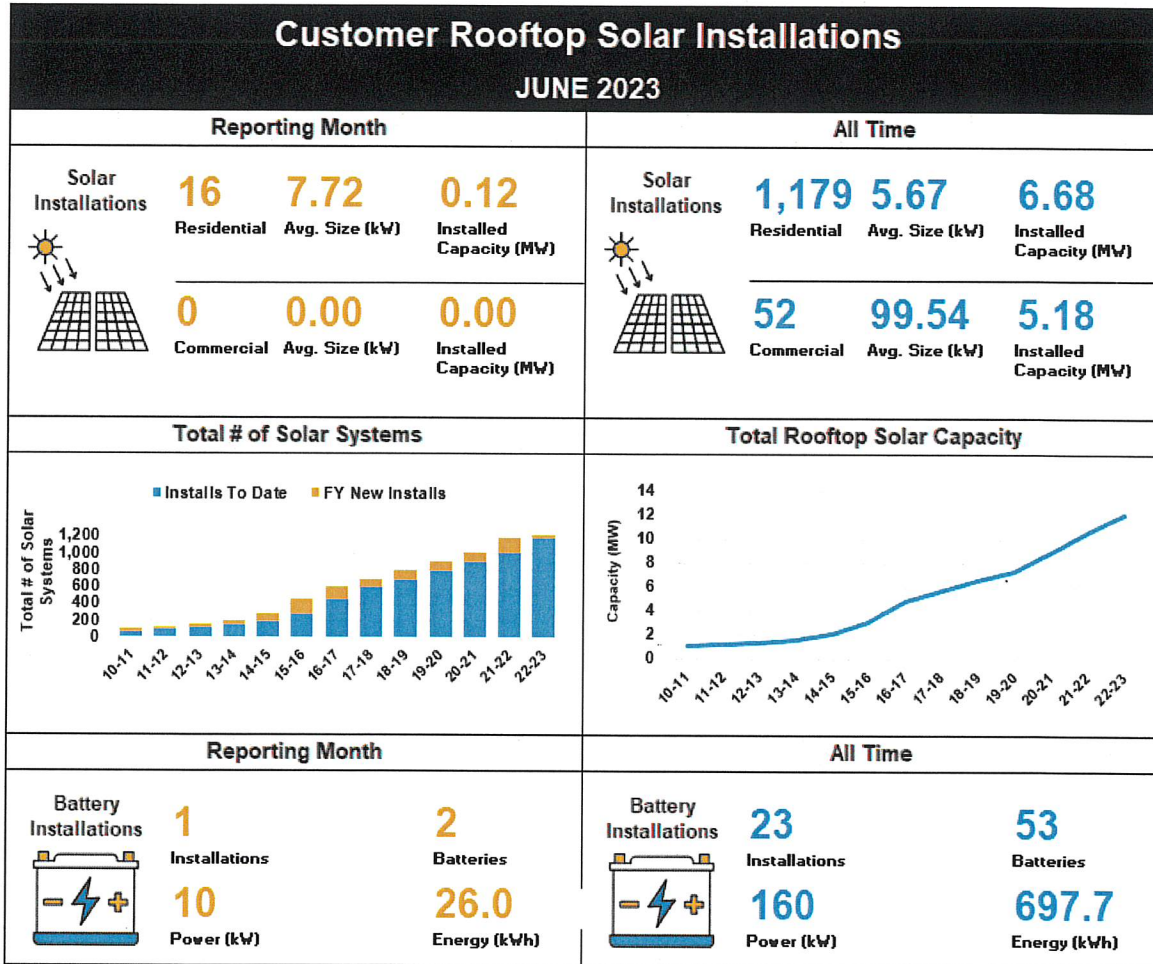 Customer Rooftop Solar Installations
JUNE 2023
Reporting Month
Solar
Installations
16
7.72
0.12
Residential
Avg. Size (kW)
Installed
Capacity (MW)
0
0.00
0.00
Commercial
Avg. Size (kW)
Installed
Capacity (MW)
All Time
Solar
Installations
1,179
5.67
6.68
Residential
Avg. Size (kW)
Installed
Capacity (MW)
52
99.54
5.18
Commercial
Avg. Size (kW)
Installed
Capacity (MW)
Total # of Solar Systems
Installs To Date
FY New Installs
Total # of Solar
Systems
1,200
1,000
800
600
400
200
0
10-11
11-12
12-13
13-14
14-15
15-16
16-17
17-18
18-19
19-20
20-21
21-22
22-23
Total Rooftop Solar Capacity
Capacity (MW)
14
12
10
8
6
4
2
0
10-11
11-12
12-13
13-14
14-15
15-16
16-17
17-18
18-19
19-20
20-21
21-22
22-23
Reporting Month
Battery
Installations
1
2
Installations
Batteries
10
26.0
Power (kW)
Energy (kWh)
All Time
Battery
Installations
23
53
Installations
Batteries
160
697.7
Power (kW)
Energy (kWh)